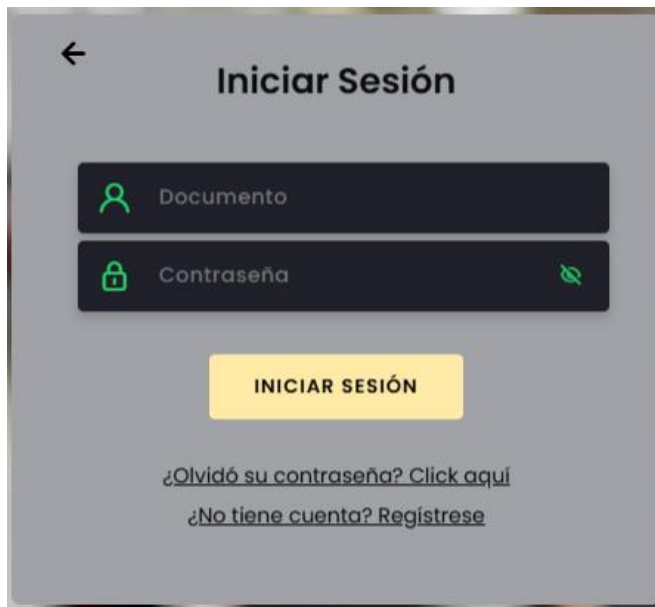 Iniciar Sesión
Documento
Contraseña
INICIAR SESIÓN
¿Olvidó su contraseña? Click aquí
¿No tiene cuenta? Regístrese